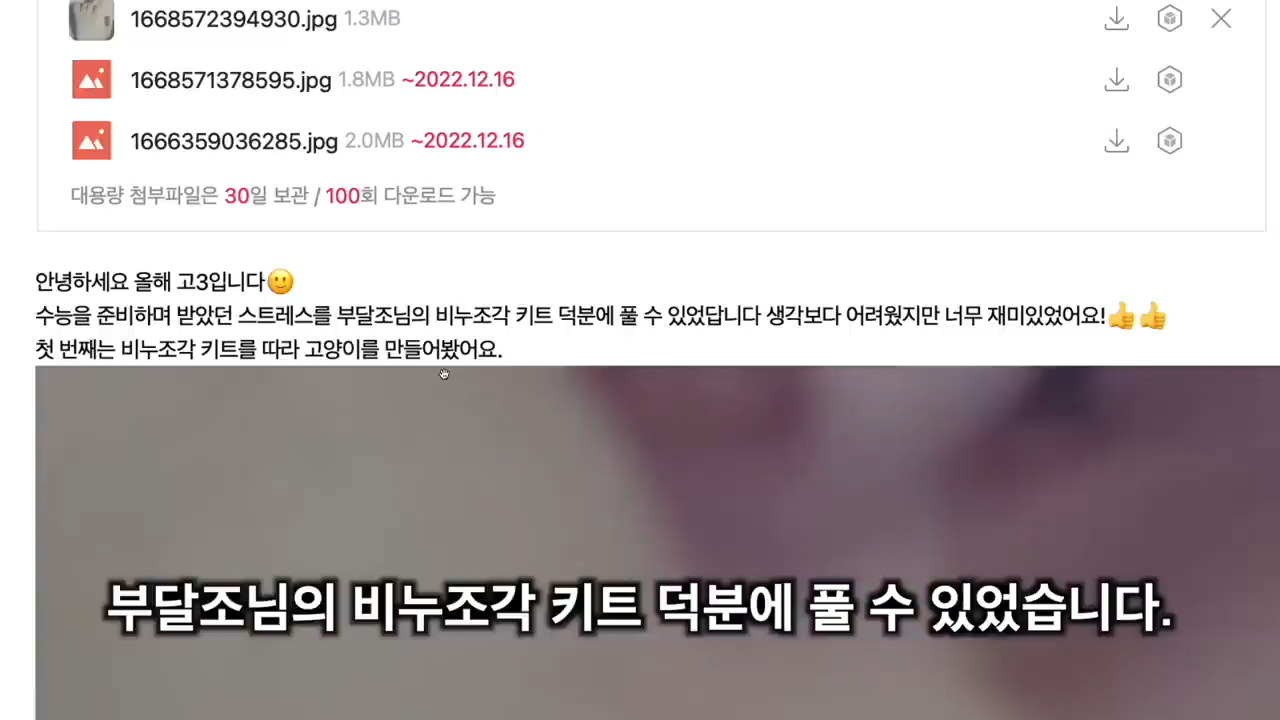 1668572394930.jpg 1.3MB
1668571378595.jpg 1.8MB ~2022.12.16
1666359036285.jpg 2.0MB ~2022.12.16
대용량 첨부파일은 30일 보관 / 100회 다운로드 가능
안녕하세요 올해 고3입니다🙂
수능을 준비하며 받았던 스트레스를 부달조님의 비누조각 키트 덕분에 풀 수 있었답니다 생각보다 어려웠지만 너무 재미있었어요!👍👍
첫 번째는 비누조각 키트를 따라 고양이를 만들어봤어요.
부달조님의 비누조각 키트 덕분에 풀 수 있었습니다.